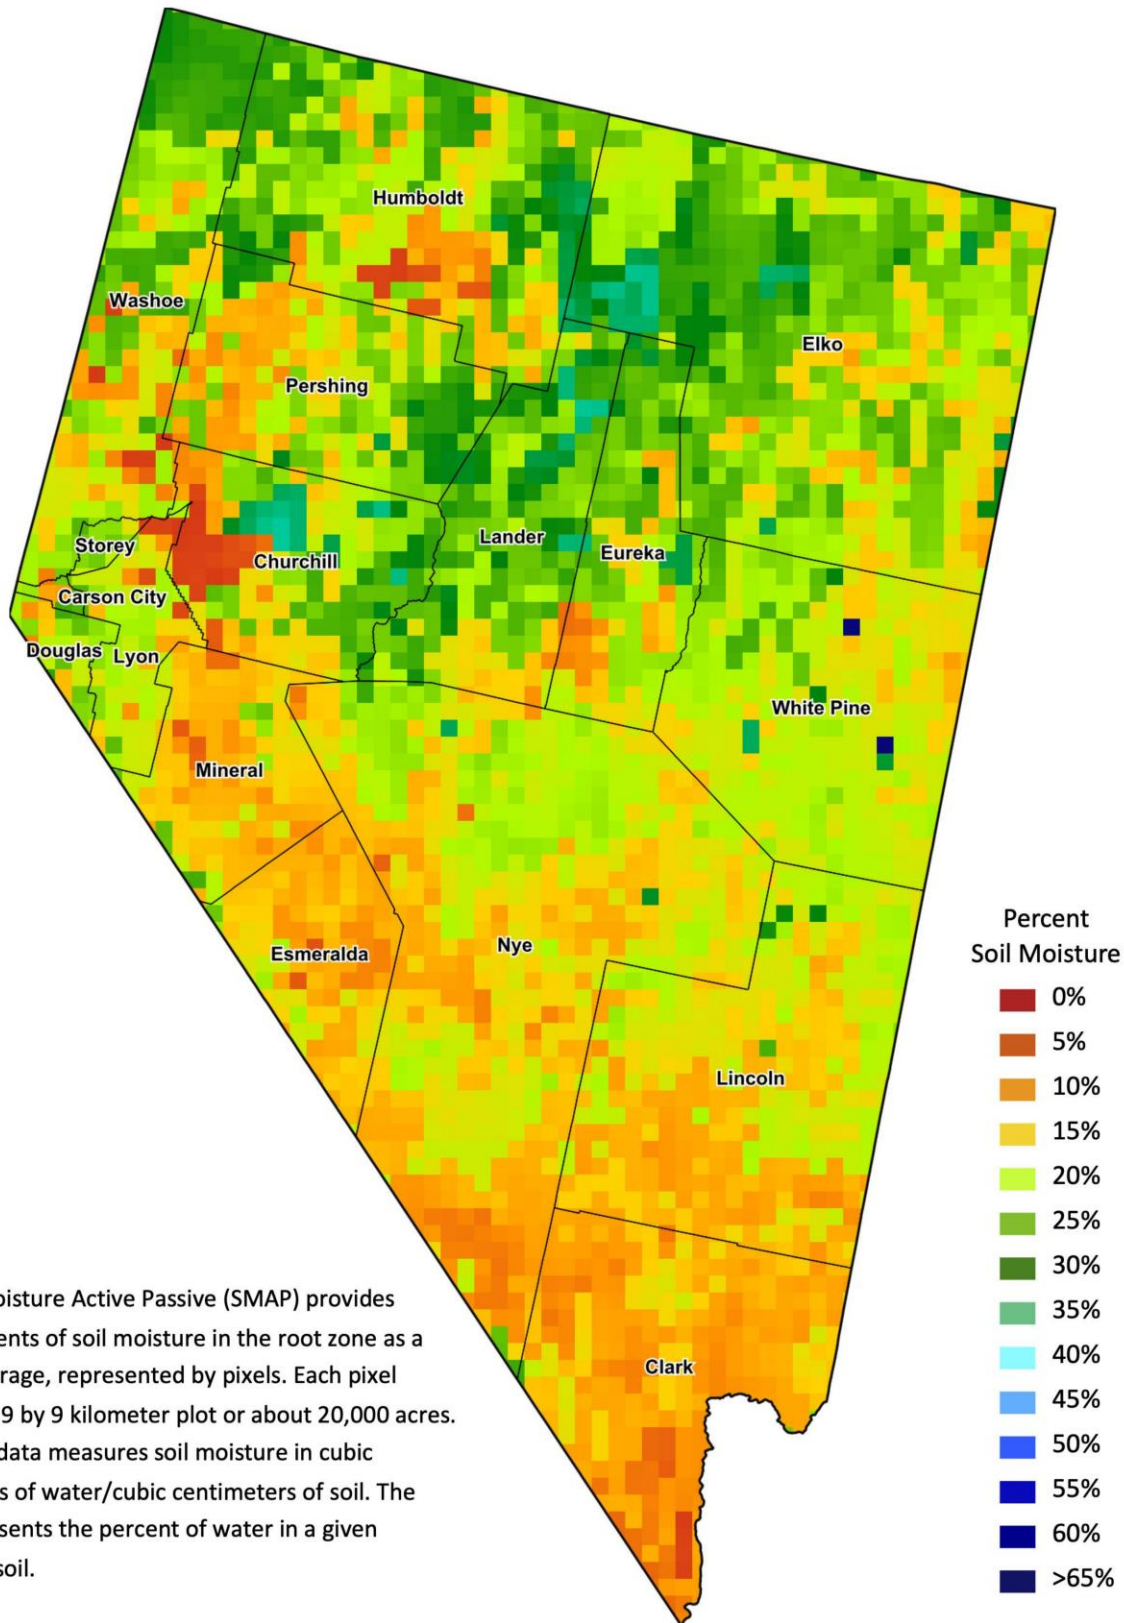 Humboldt
Washoe
Elko
Pershing
Lander
Storey
Eureka
Churchill
Carson City
Douglas
Lyon
White Pine
Mineral
Nye
Esmeralda
Lincoln
Clark
Percent
Soil Moisture
0%
5%
10%
15%
20%
25%
30%
35%
40%
45%
50%
55%
60%
>65%
oisture Active Passive (SMAP) provides
ents of soil moisture in the root zone as a
rage, represented by pixels. Each pixel
9 by 9 kilometer plot or about 20,000 acres.
data measures soil moisture in cubic
s of water/cubic centimeters of soil. The
sents the percent of water in a given
soil.